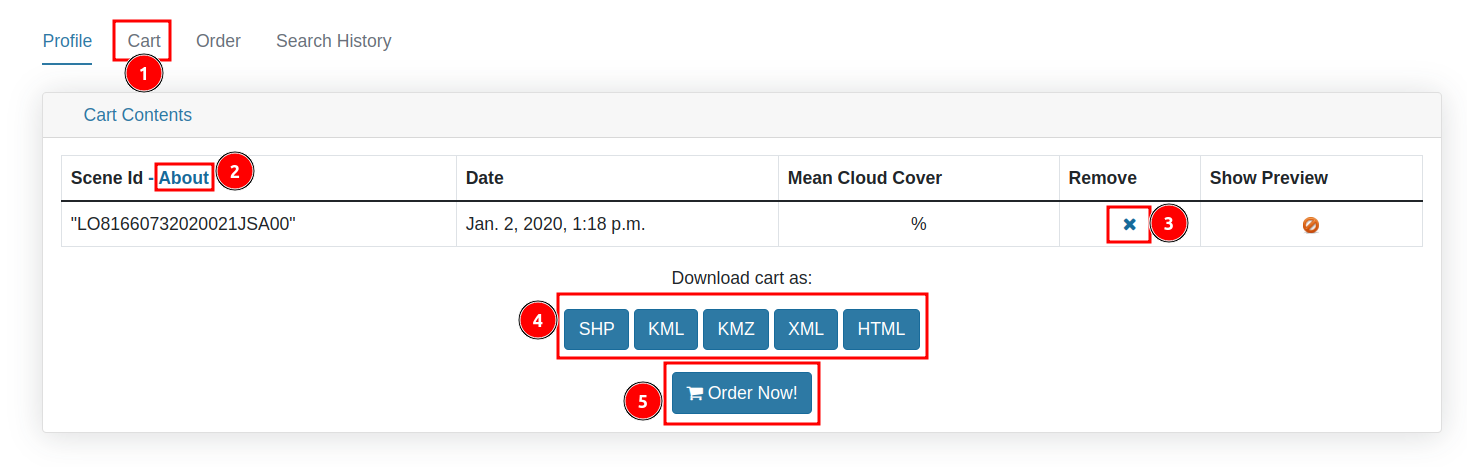 Profile Cart Order Search History
1
Cart Contents
Scene Id - About 2 Date Mean Cloud Cover Remove Show Preview
"LO81660732020021JSA00" Jan. 2, 2020, 1:18 p.m. % 3
Download cart as:
4 SHP KML KMZ XML HTML
5 Order Now!